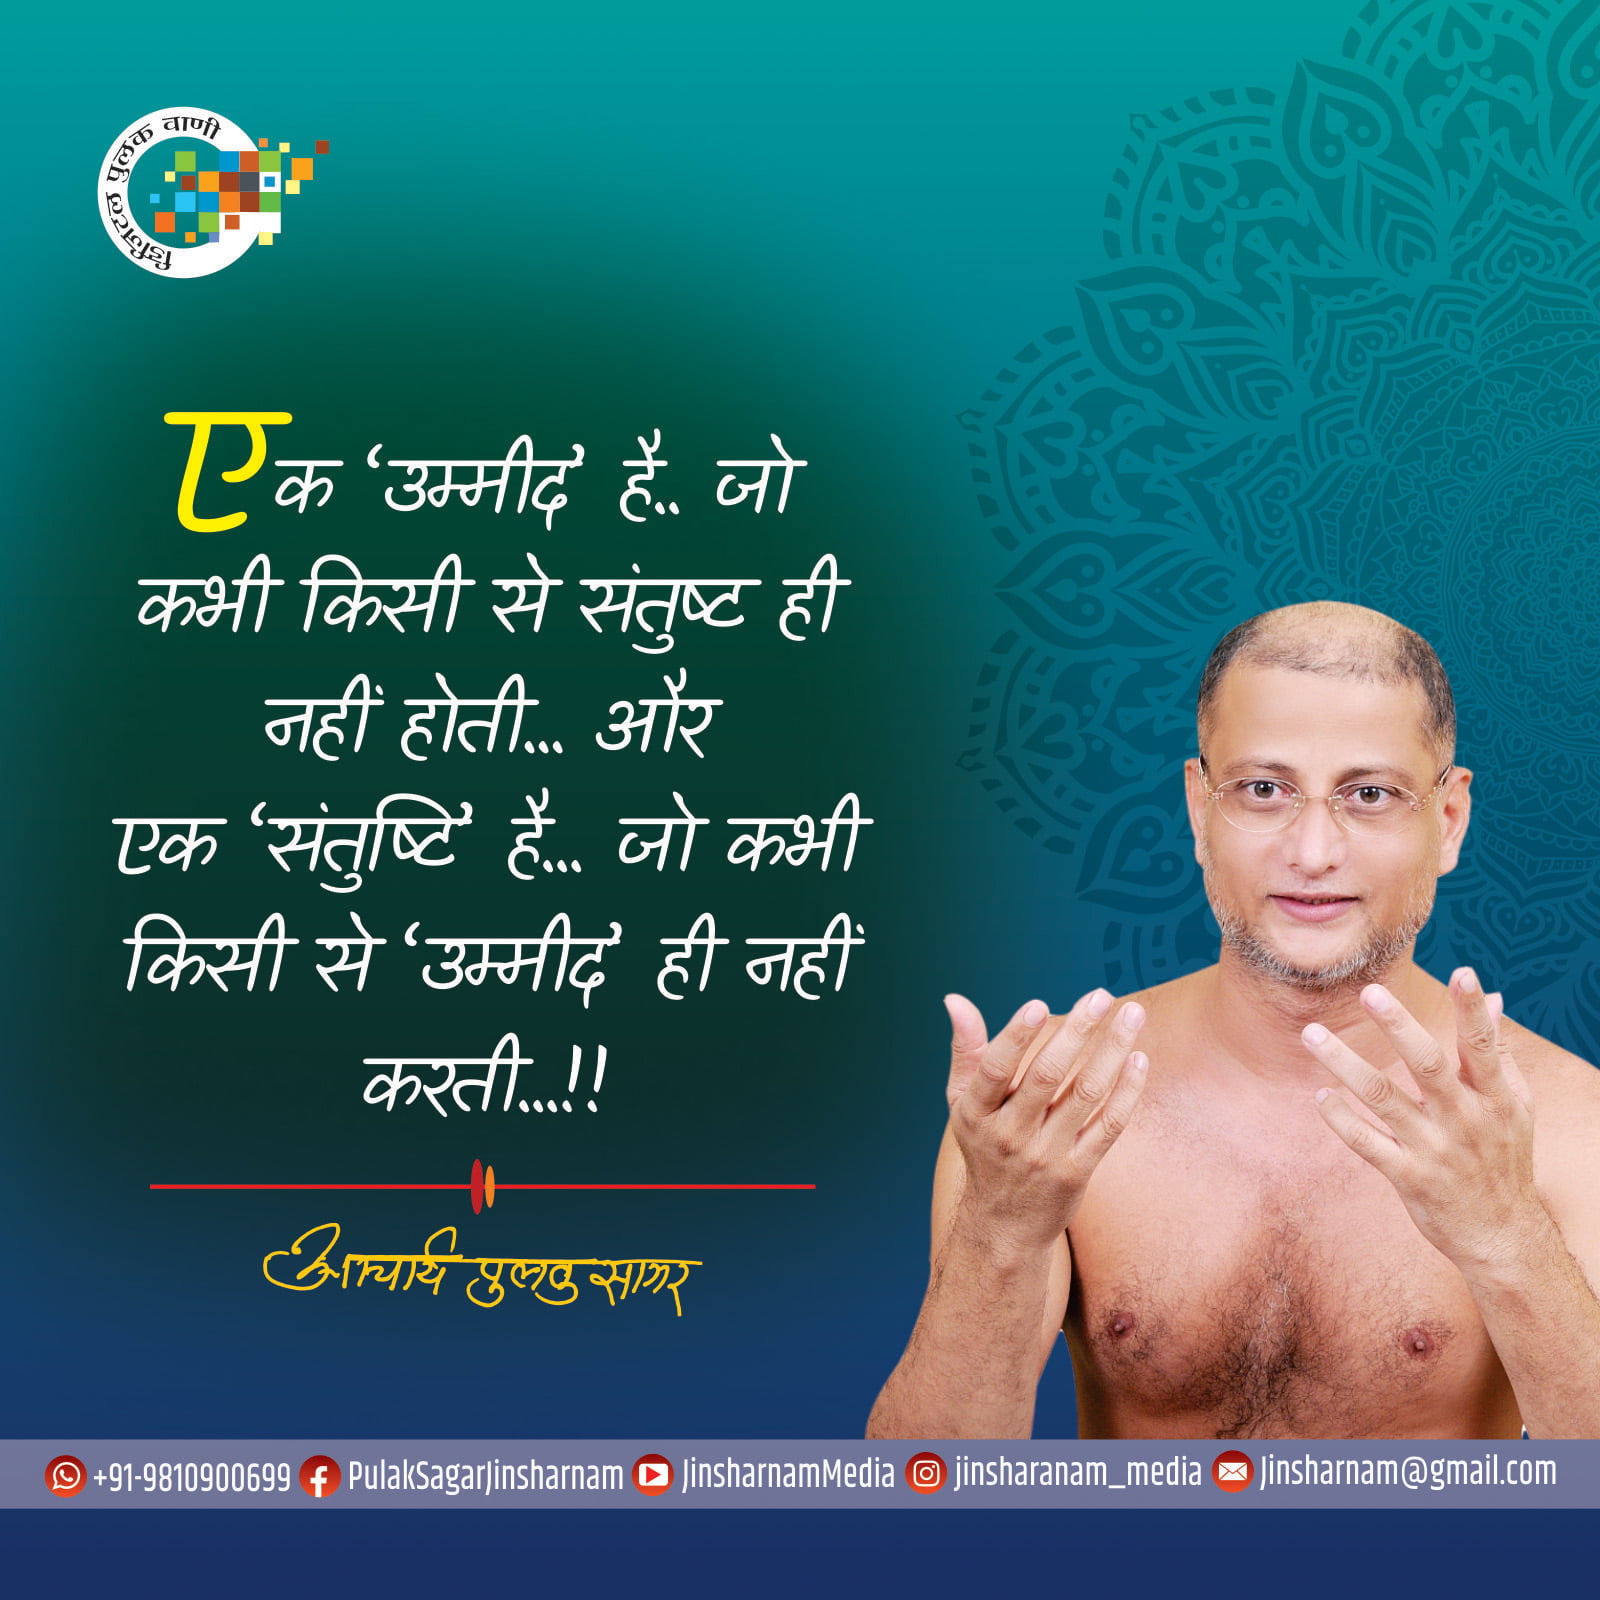 डिजिटल पुलक वाणी
एक ‘उम्मीद’ है.. जो
कभी किसी से संतुष्ट ही
नहीं होती... और
एक ‘संतुष्टि’ है... जो कभी
किसी से ‘उम्मीद’ ही नहीं
करती...!!
आचार्य पुलक सागर
+91-9810900699 PulakSagarJinsharnam JinsharnamMedia jinsharanam_media Jinsharnam@gmail.com